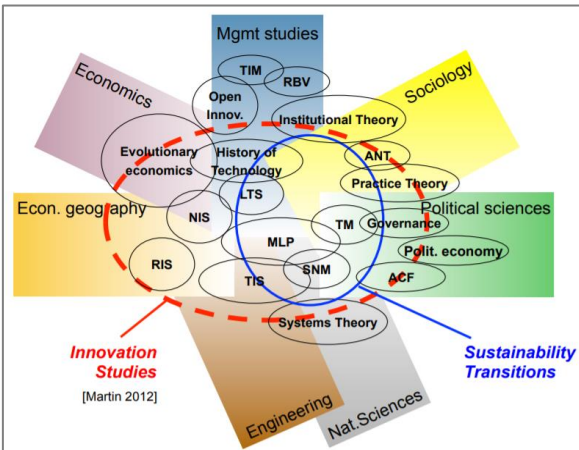 Mgmt studies
TIM
RBV
Economics
Sociology
Open
Innov.
Institutional Theory
Evolutionary
economics
History of
Technology
ANT
Practice Theory
LTS
Econ. geography
Political sciences
NIS
TM
Governance
MLP
Polit. economy
RIS
SNM
TIS
ACF
Systems Theory
Innovation
Studies
[Martin 2012]
Sustainability
Transitions
Engineering
Nat.Sciences